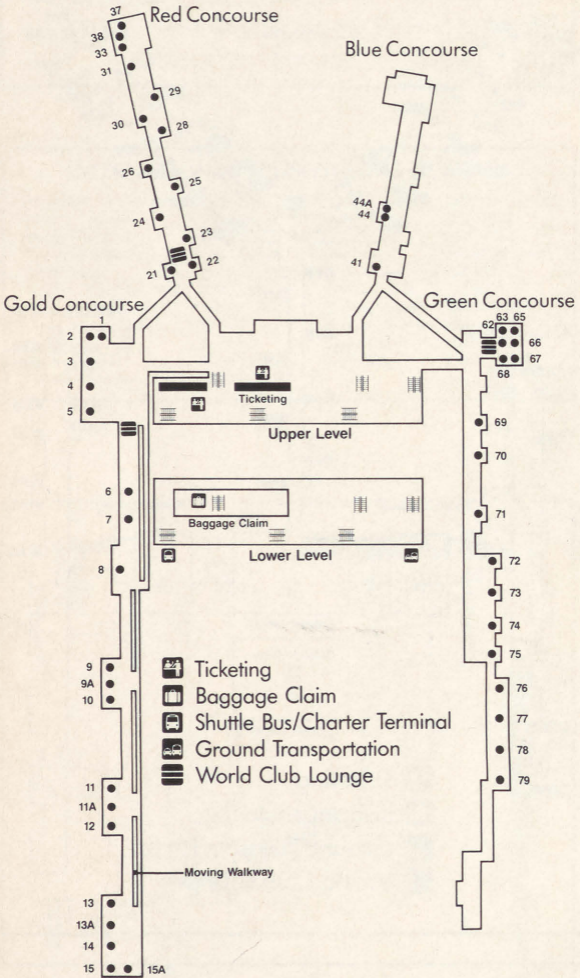 Red Concourse
37
38
33
31
29
30
28
26
25
24
23
22
21
Blue Concourse
44A
44
41
Gold Concourse
1
2
3
4
5
6
7
8
9
9A
10
11
11A
12
13
13A
14
15
15A
Green Concourse
63 65
62
66
67
68
69
70
71
72
73
74
75
76
77
78
79
Ticketing
Upper Level
Baggage Claim
Lower Level
Ticketing
Baggage Claim
Shuttle Bus/Charter Terminal
Ground Transportation
World Club Lounge
Moving Walkway